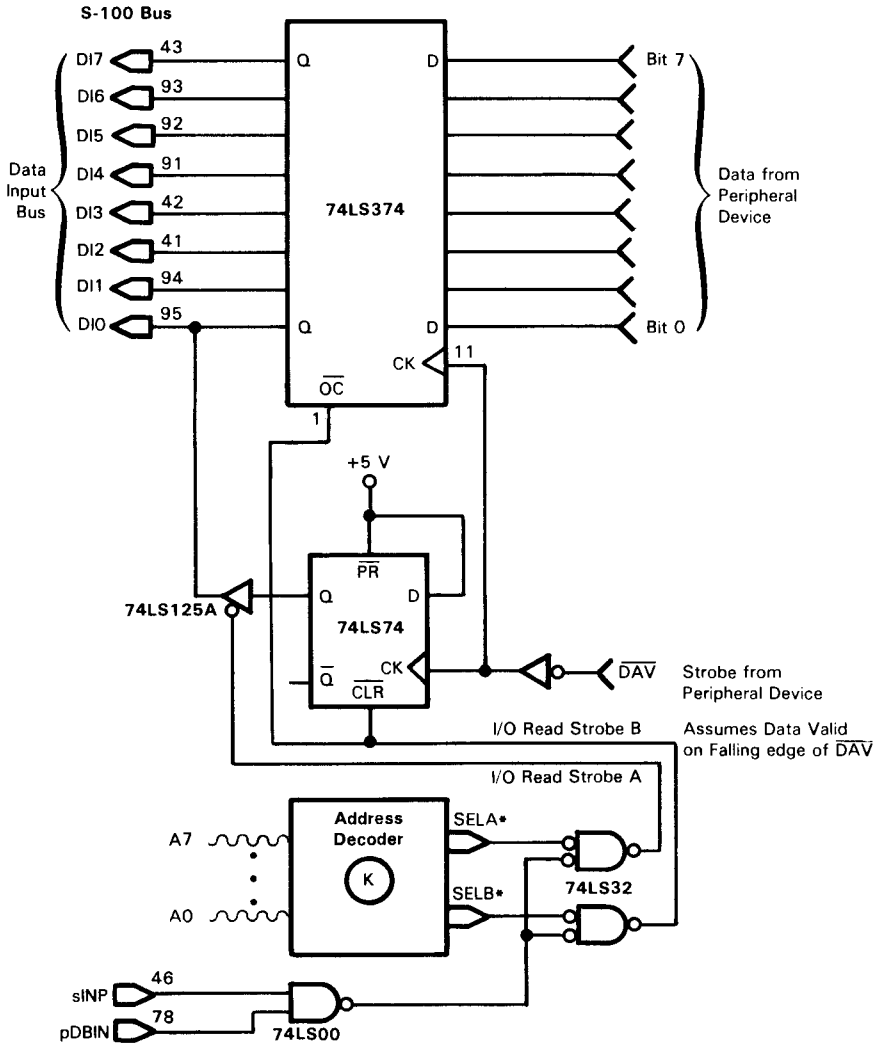 S-100 Bus
DI7 43 Q D Bit 7
DI6 93
DI5 92
DI4 91
DI3 42
DI2 41
DI1 94
DI0 95 Q D Bit 0
Data
Input
Bus
74LS374
Data from
Peripheral
Device
CK 11
OC
1
+5 V
PR
Q D
74LS125A
74LS74
CK
Q
CLR
DAV
Strobe from
Peripheral Device
I/O Read Strobe B
Assumes Data Valid
on Falling edge of DAV
I/O Read Strobe A
Address
Decoder
K
A7
A0
SELA*
SELB*
74LS32
sINP 46
pDBIN 78
74LS00